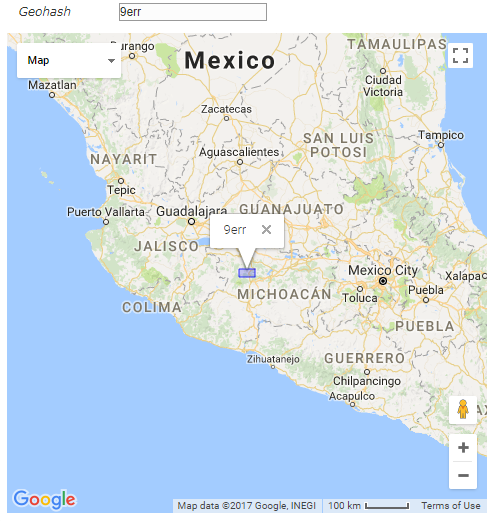 Geohash 9err
Map
Durango
Mexico
TAMAULIPAS
Mazatlan
Ciudad
Victoria
Zacatecas
SAN LUIS
POTOSI
Tampico
Aguascalientes
NAYARIT
Tepic
Puerto Vallarta
Guadalajara
GUANAJUATO
9err
JALISCO
Mexico City
Xalapa
MICHOACÁN
Toluca
Puebla
COLIMA
PUEBLA
Zihuatanejo
GUERRERO
Chilpancingo
Acapulco
AX
+
−
Google
Map data ©2017 Google, INEGI 100 km Terms of Use